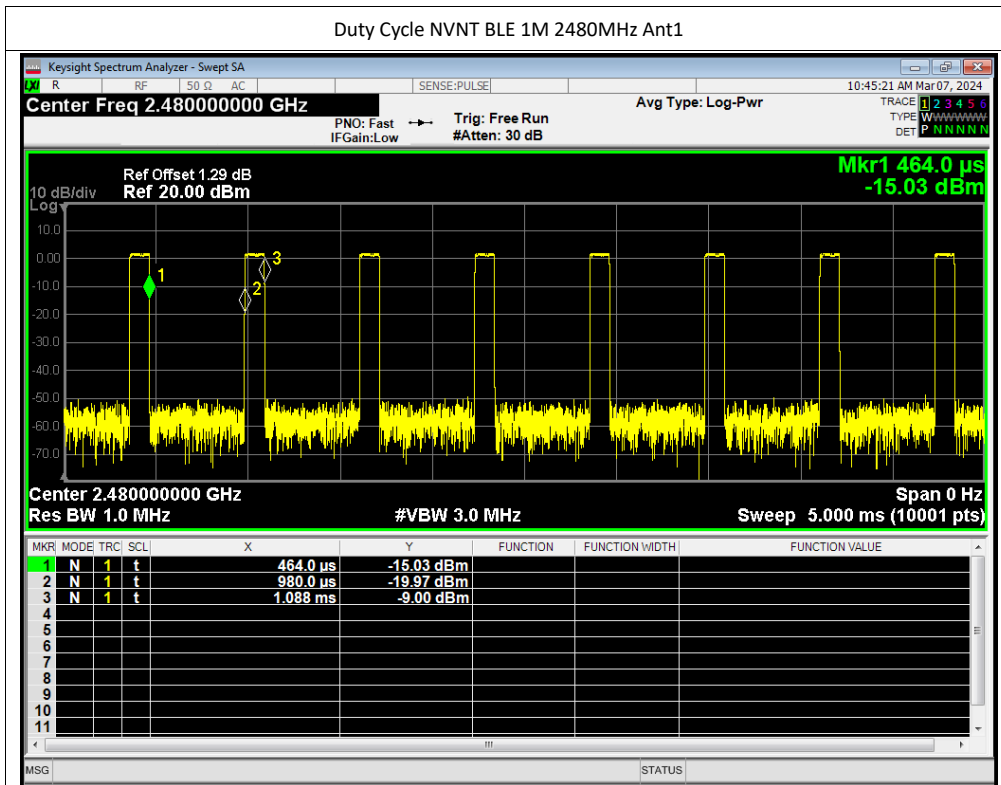 Duty Cycle NVNT BLE 1M 2480MHz Ant1
Keysight Spectrum Analyzer - Swept SA
LXI R RF 50 Ω AC SENSE:PULSE 10:45:21 AM Mar 07, 2024
Center Freq 2.480000000 GHz Avg Type: Log-Pwr TRACE 1 2 3 4 5 6
PNO: Fast Trig: Free Run TYPE WWWWWW
IFGain:Low #Atten: 30 dB DET P N N N N N
Mkr1 464.0 µs
Ref Offset 1.29 dB
10 dB/div Ref 20.00 dBm -15.03 dBm
Log
10.0
0.00
-10.0
-20.0
-30.0
-40.0
-50.0
-60.0
-70.0
1
2
3
Center 2.480000000 GHz Span 0 Hz
Res BW 1.0 MHz #VBW 3.0 MHz Sweep 5.000 ms (10001 pts)
MKR MODE TRC SCL X Y FUNCTION FUNCTION WIDTH FUNCTION VALUE
1 N 1 t 464.0 µs -15.03 dBm
2 N 1 t 980.0 µs -19.97 dBm
3 N 1 t 1.088 ms -9.00 dBm
4
5
6
7
8
9
10
11
MSG STATUS